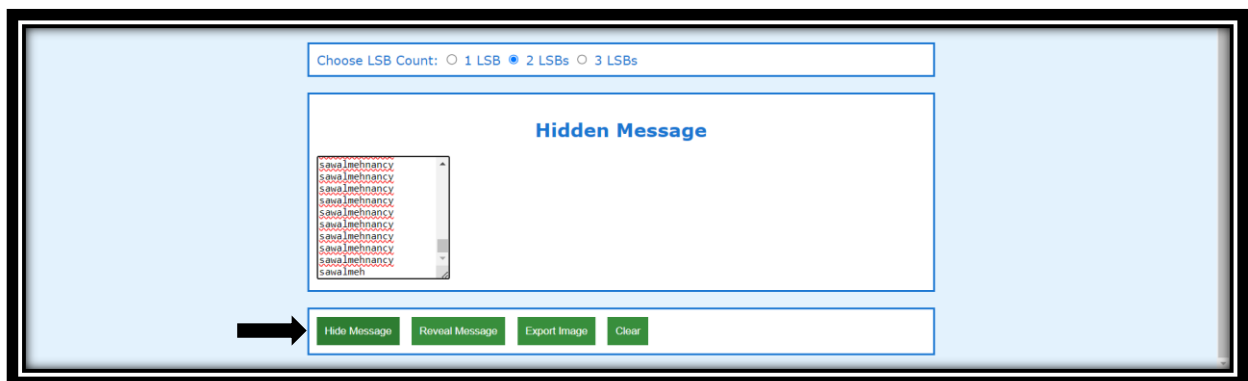 Choose LSB Count: 1 LSB 2 LSBs 3 LSBs
Hidden Message
sawalmehnancy
sawalmehnancy
sawalmehnancy
sawalmehnancy
sawalmehnancy
sawalmehnancy
sawalmehnancy
sawalmehnancy
sawalmehnancy
sawalmeh
Hide Message Reveal Message Export Image Clear